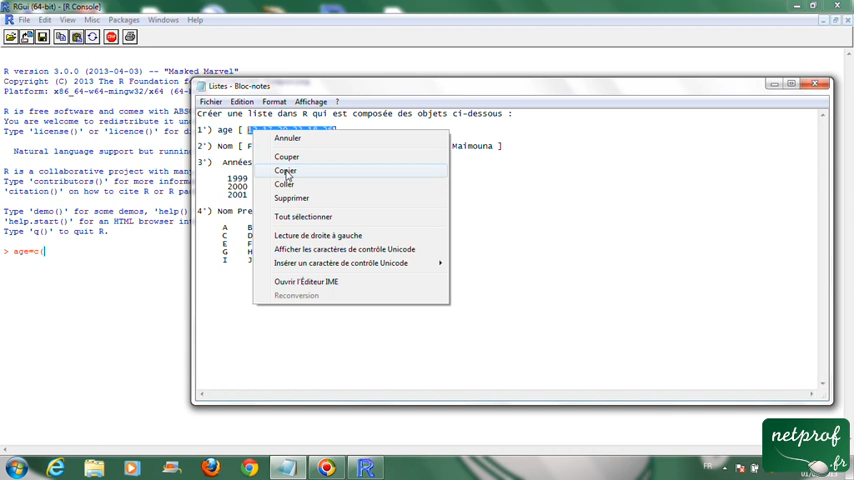 RGui (64-bit) - [R Console]
File Edit View Misc Packages Windows Help
R version 3.0.0 (2013-04-03) -- "Masked Marvel"
Copyright (C) 2013 The R Foundation for
Platform: x86_64-w64-mingw32/x64 (64-
R is free software and comes with ABS
You are welcome to redistribute it und
Type 'license()' or 'licence()' for di
Natural language support but runnin
R is a collaborative project with man
Type 'contributors()' for more inform
'citation()' on how to cite R or R pa
Type 'demo()' for some demos, 'help()
'help.start()' for an HTML browser in
Type 'q()' to quit R.
> age=c(
Listes - Bloc-notes
Fichier Edition Format Affichage ?
Créer une liste dans R qui est composée des objets ci-dessous :
1') age [
2') Nom [ F Maimouna ]
3') Années
1999
2000
2001
4') Nom Pre
A B
C D
E F
G H
I J
Annuler
Couper
Copier
Coller
Supprimer
Tout sélectionner
Lecture de droite à gauche
Afficher les caractères de contrôle Unicode
Insérer un caractère de contrôle Unicode
Ouvrir l'Éditeur IME
Reconversion
FR
netprof
.fr